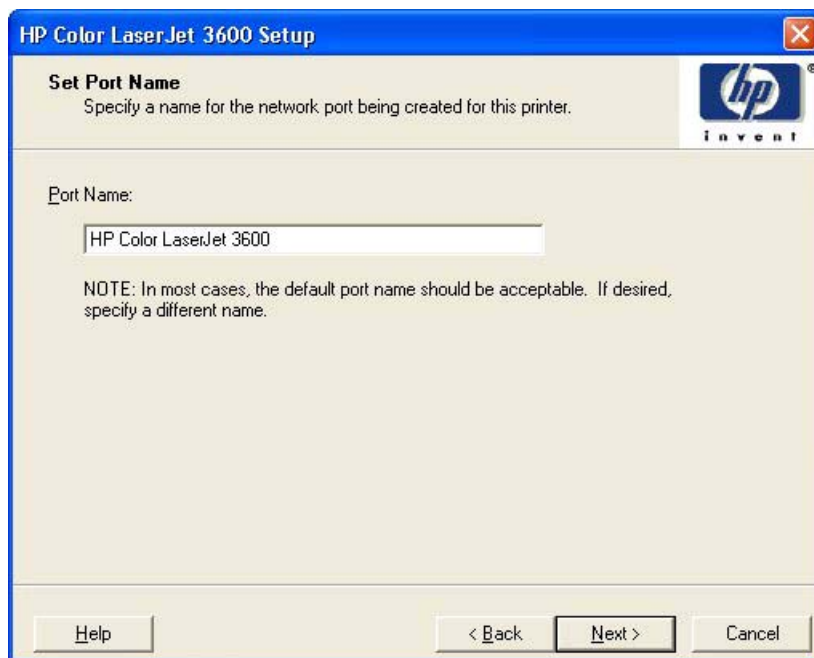 HP Color LaserJet 3600 Setup
Set Port Name
Specify a name for the network port being created for this printer.
hp
®
invent
Port Name:
HP Color LaserJet 3600
NOTE: In most cases, the default port name should be acceptable.  If desired,
specify a different name.
Help
< Back
Next >
Cancel